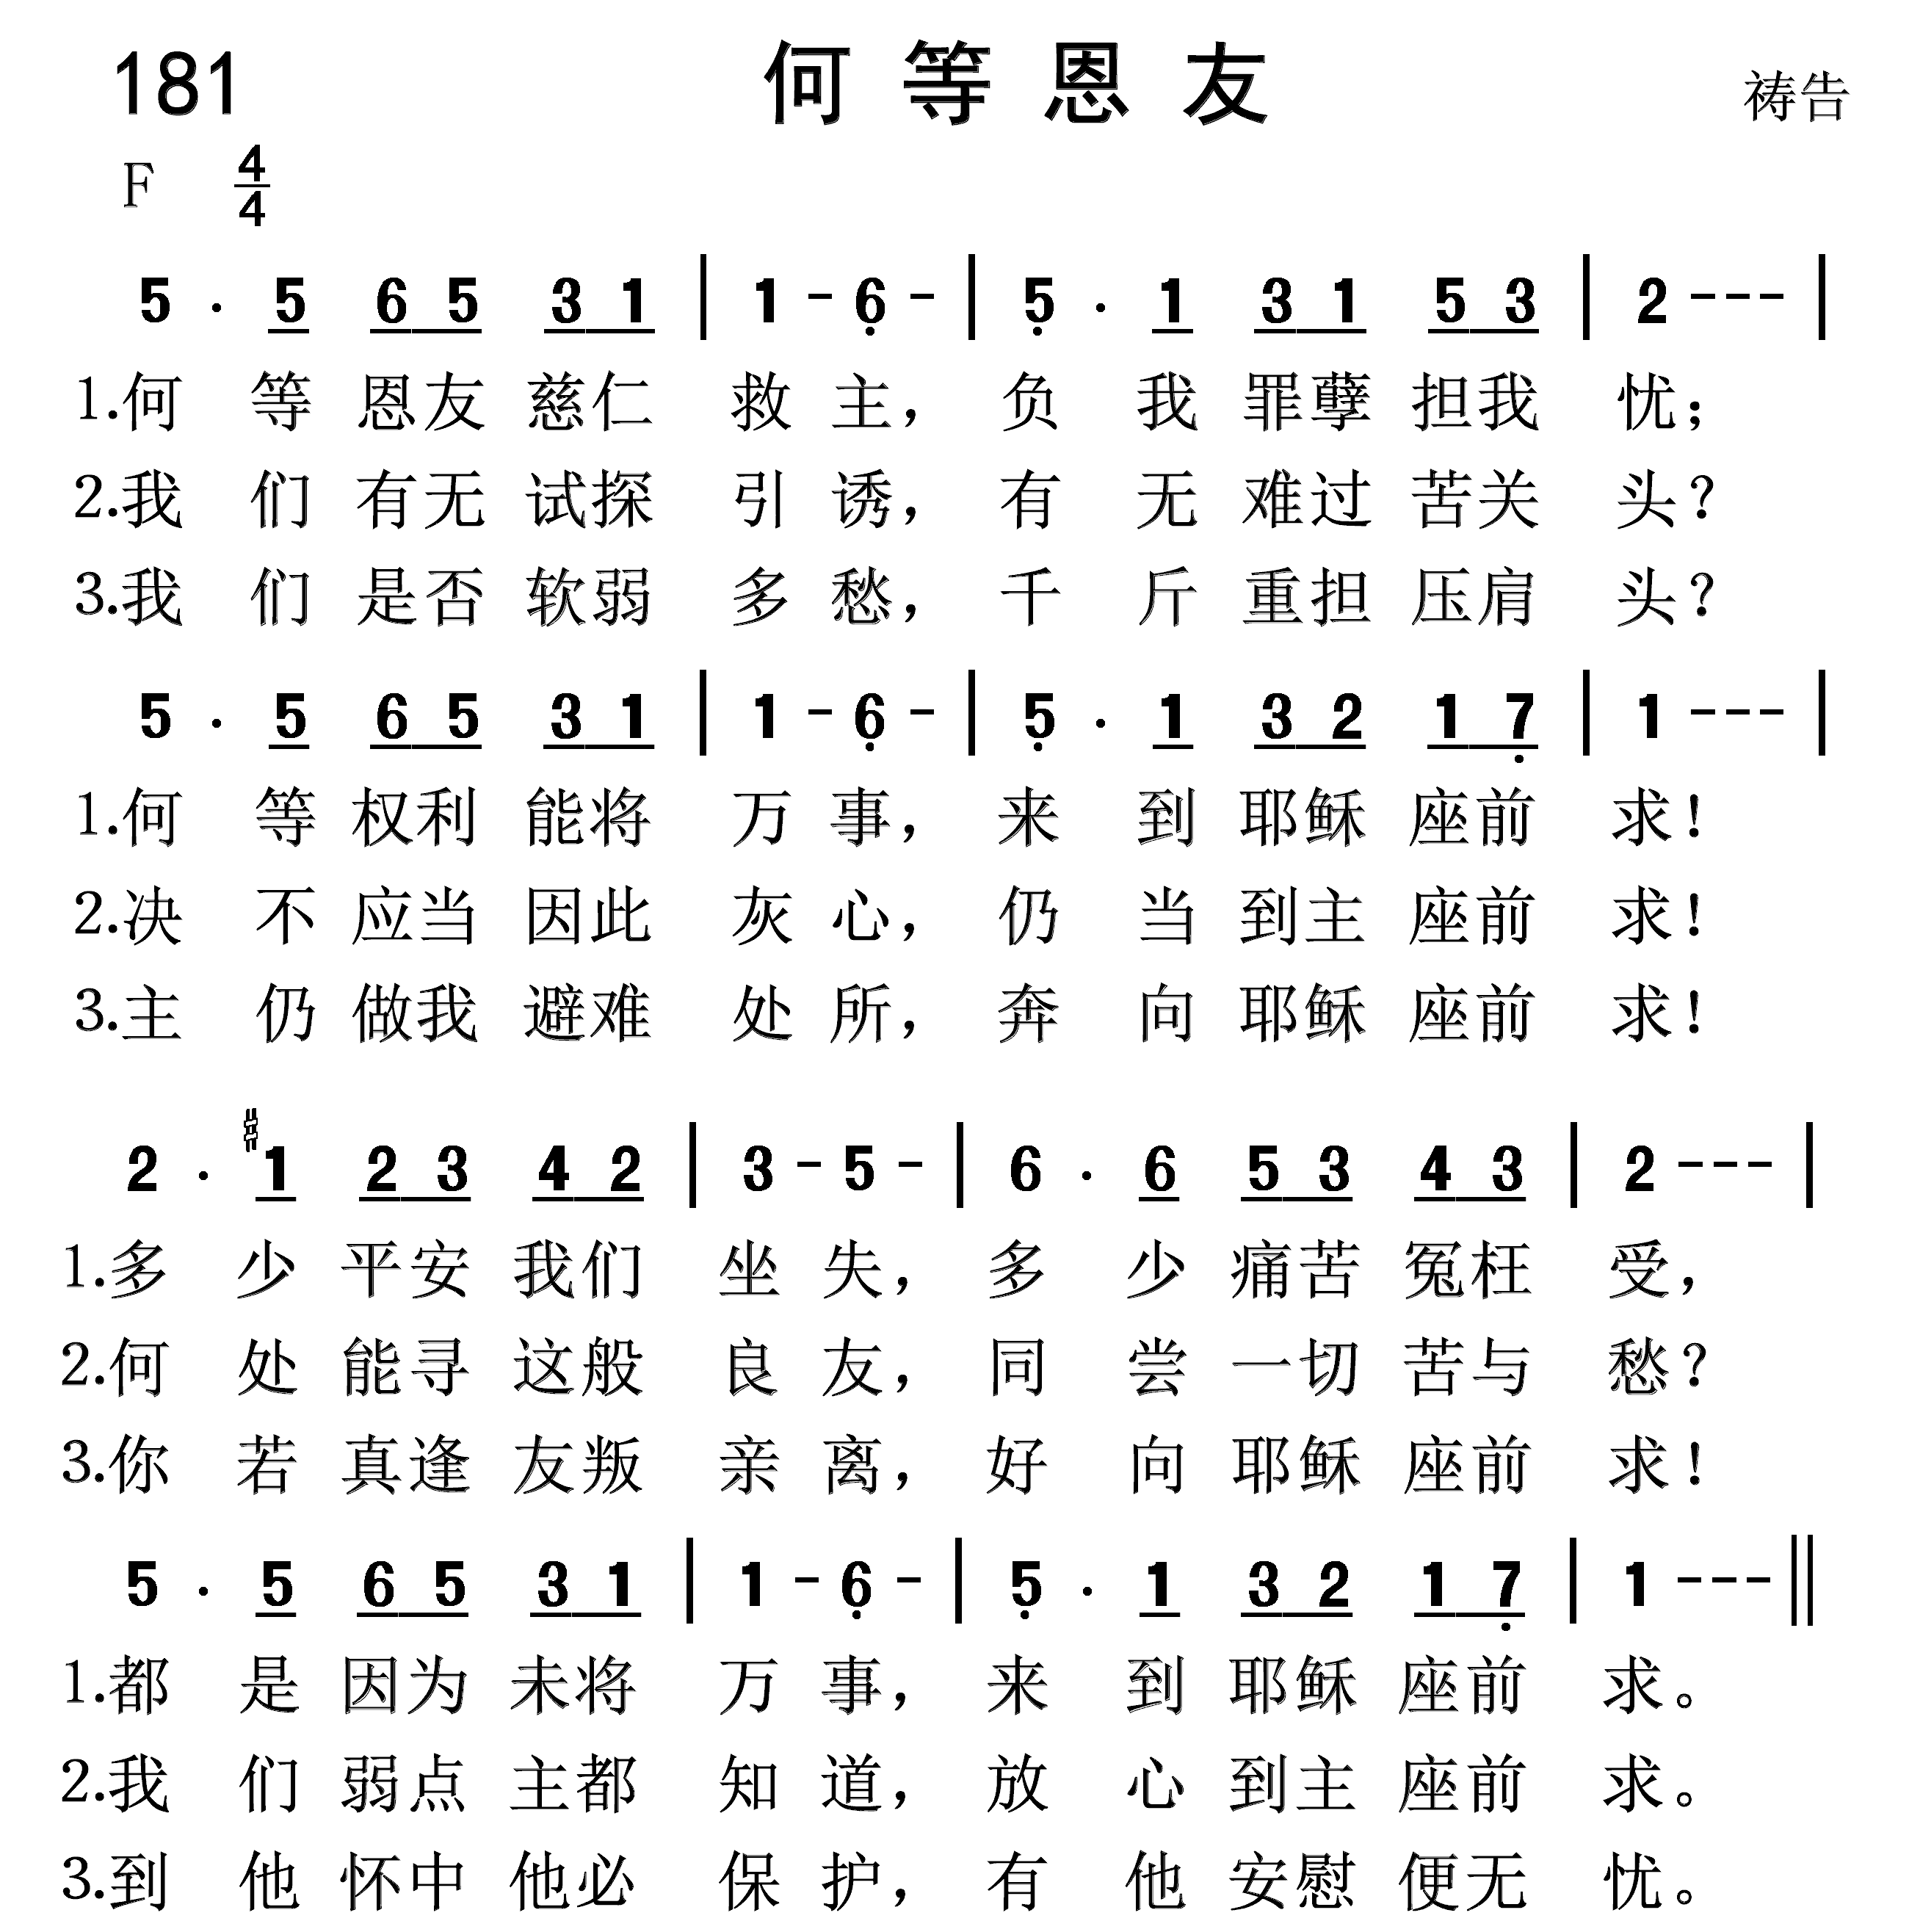 181 何等恩友 祷告
F 4/4
5 . 5 6 5 3 1 | 1 - 6̣ - | 5̣ . 1 3 1 5 3 | 2 - - - |
1.何等恩友慈仁救主，负我罪孽担我忧；
2.我们有无试探引诱，有无难过苦关头？
3.我们是否软弱多愁，千斤重担压肩头？
5 . 5 6 5 3 1 | 1 - 6̣ - | 5̣ . 1 3 2 1 7̣ | 1 - - - |
1.何等权利能将万事，来到耶稣座前求！
2.决不应当因此灰心，仍当到主座前求！
3.主仍做我避难处所，奔向耶稣座前求！
2 . #1 2 3 4 2 | 3 - 5 - | 6 . 6 5 3 4 3 | 2 - - - |
1.多少平安我们坐失，多少痛苦冤枉受，
2.何处能寻这般良友，同尝一切苦与愁？
3.你若真逢友叛亲离，好向耶稣座前求！
5 . 5 6 5 3 1 | 1 - 6̣ - | 5̣ . 1 3 2 1 7̣ | 1 - - - ||
1.都是因为未将万事，来到耶稣座前求。
2.我们弱点主都知道，放心到主座前求。
3.到他怀中他必保护，有他安慰便无忧。